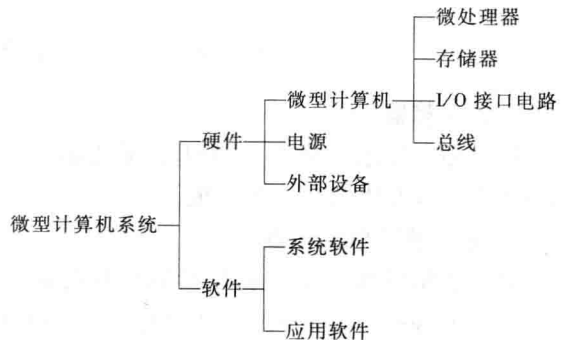 微处理器
存储器
微型计算机
I/O 接口电路
硬件
电源
总线
外部设备
微型计算机系统
系统软件
软件
应用软件